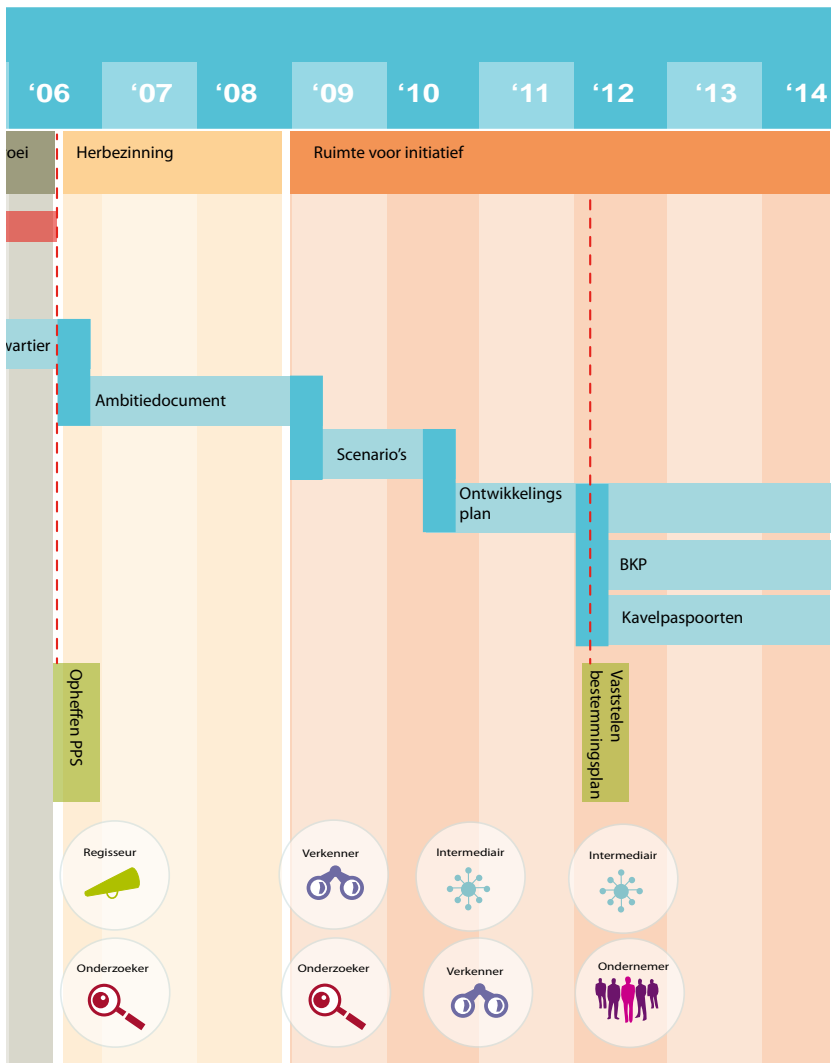 ‘06 ‘07 ‘08 ‘09 ‘10 ‘11 ‘12 ‘13 ‘14
oei Herbezinning Ruimte voor initiatief
wartier
Ambitiedocument
Scenario’s
Ontwikkelings
plan
BKP
Kavelpaspoorten
Opheffen PPS
Vaststelen
bestemmingsplan
Regisseur Verkenner Intermediair Intermediair
Onderzoeker Onderzoeker Verkenner Ondernemer